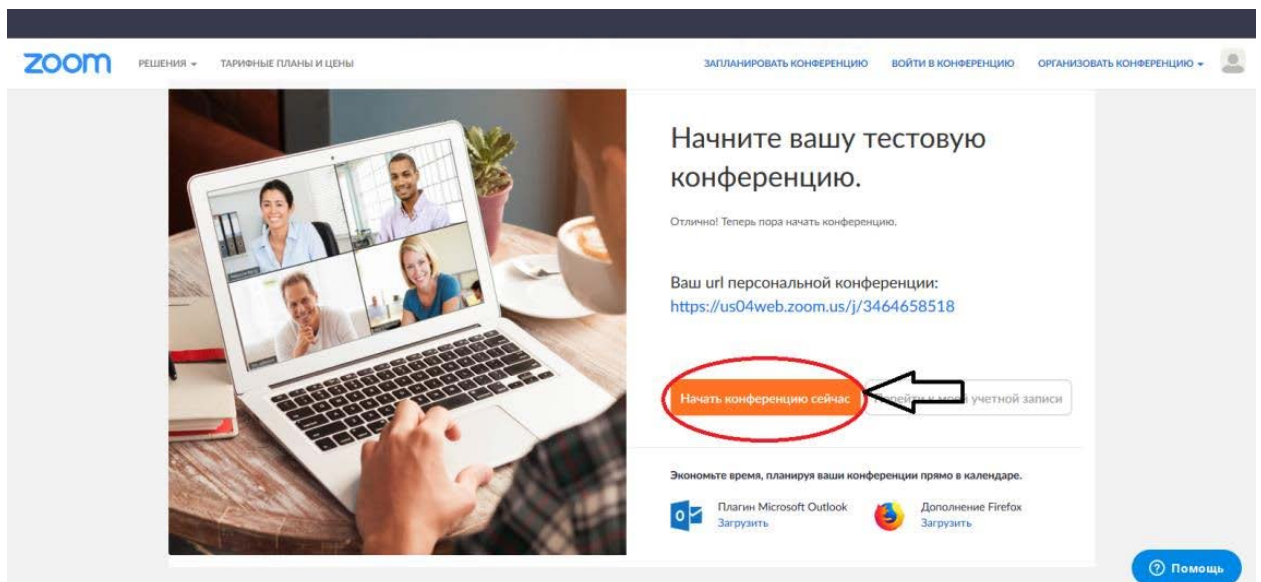 zoom РЕШЕНИЯ ТАРИФНЫЕ ПЛАНЫ И ЦЕНЫ ЗАПЛАНИРОВАТЬ КОНФЕРЕНЦИЮ ВОЙТИ В КОНФЕРЕНЦИЮ ОРГАНИЗОВАТЬ КОНФЕРЕНЦИЮ
Начните вашу тестовую
конференцию.
Отлично! Теперь пора начать конференцию.
Ваш url персональной конференции:
https://us04web.zoom.us/j/3464658518
Начать конференцию сейчас Перейти к моей учетной записи
Экономьте время, планируя ваши конференции прямо в календаре.
Плагин Microsoft Outlook Дополнение Firefox
Загрузить Загрузить
Помощь